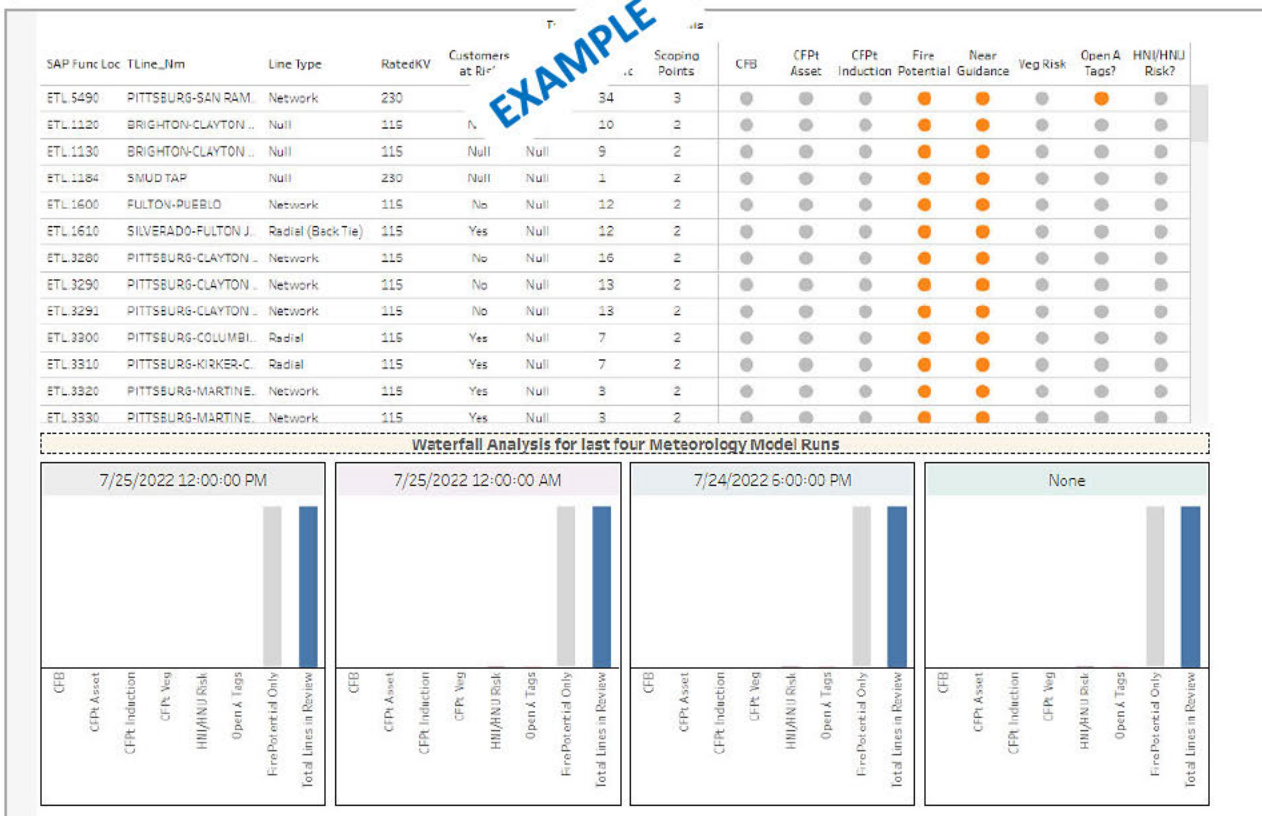 EXAMPLE
SAP Func Loc TLine_Nm Line Type RatedKV Customers at Scoping Points CFB CFPt Asset CFPt Induction Fire Potential Near Guidance Veg Risk Open A Tags? HNI/HNU Risk?
ETL.5490 PITTSBURG-SAN RAM.. Network 230 34 3
ETL.1120 BRIGHTON-CLAYTON .. Null 115 10 2
ETL.1130 BRIGHTON-CLAYTON .. Null 115 Null Null 9 2
ETL.1184 SMUD TAP Null 230 Null Null 1 2
ETL.1600 FULTON-PUEBLO Network 115 No Null 12 2
ETL.1610 SILVERADO-FULTON J.. Radial (Back Tie) 115 Yes Null 12 2
ETL.3280 PITTSBURG-CLAYTON .. Network 115 No Null 16 2
ETL.3290 PITTSBURG-CLAYTON .. Network 115 No Null 13 2
ETL.3291 PITTSBURG-CLAYTON .. Network 115 No Null 13 2
ETL.3300 PITTSBURG-COLUMBI.. Radial 115 Yes Null 7 2
ETL.3310 PITTSBURG-KIRKER-C.. Radial 115 Yes Null 7 2
ETL.3320 PITTSBURG-MARTINE.. Network 115 Yes Null 3 2
ETL.3330 PITTSBURG-MARTINE.. Network 115 Yes Null 3 2
Waterfall Analysis for last four Meteorology Model Runs
7/25/2022 12:00:00 PM
7/25/2022 12:00:00 AM
7/24/2022 6:00:00 PM
None
CFB
CFPt Asset
CFPt Induction
CFPt Veg
HNI/HNU Risk
Open A Tags
FirePotential Only
Total Lines in Review
CFB
CFPt Asset
CFPt Induction
CFPt Veg
HNI/HNU Risk
Open A Tags
FirePotential Only
Total Lines in Review
CFB
CFPt Asset
CFPt Induction
CFPt Veg
HNI/HNU Risk
Open A Tags
FirePotential Only
Total Lines in Review
CFB
CFPt Asset
CFPt Induction
CFPt Veg
HNI/HNU Risk
Open A Tags
FirePotential Only
Total Lines in Review